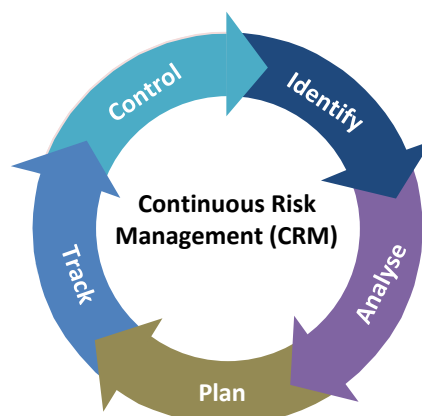 Control
Identify
Continuous Risk
Management (CRM)
Track
Analyse
Plan